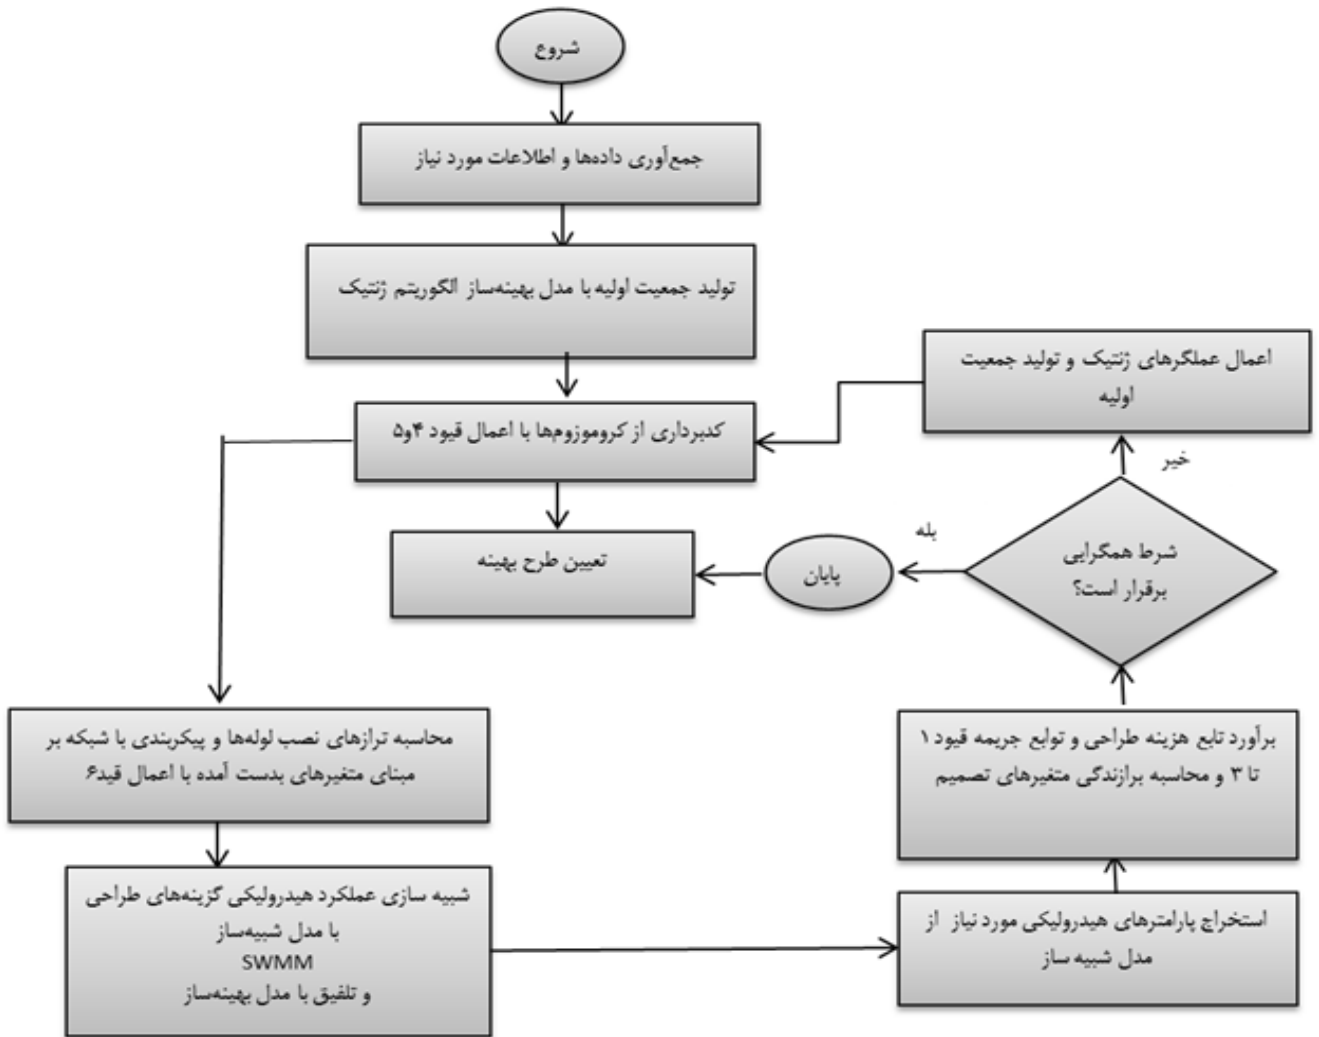 شروع
جمع‌آوری داده‌ها و اطلاعات مورد نیاز
تولید جمعیت اولیه با مدل بهینه‌ساز الگوریتم ژنتیک
اعمال عملگرهای ژنتیک و تولید جمعیت
اولیه
کدبرداری از کروموزوم‌ها با اعمال قیود ۴و۵
خیر
بله
شرط همگرایی
برقرار است؟
پایان
تعیین طرح بهینه
محاسبه ترازهای نصب لوله‌ها و پیکربندی با شبکه بر
مبنای متغیرهای بدست آمده با اعمال قید۶
برآورد تابع هزینه طراحی و توابع جریمه قیود ۱
تا ۳ و محاسبه برازندگی متغیرهای تصمیم
شبیه سازی عملکرد هیدرولیکی گزینه‌های طراحی
با مدل شبیه‌ساز
SWMM
و تلفیق با مدل بهینه‌ساز
استخراج پارامترهای هیدرولیکی مورد نیاز از
مدل شبیه ساز